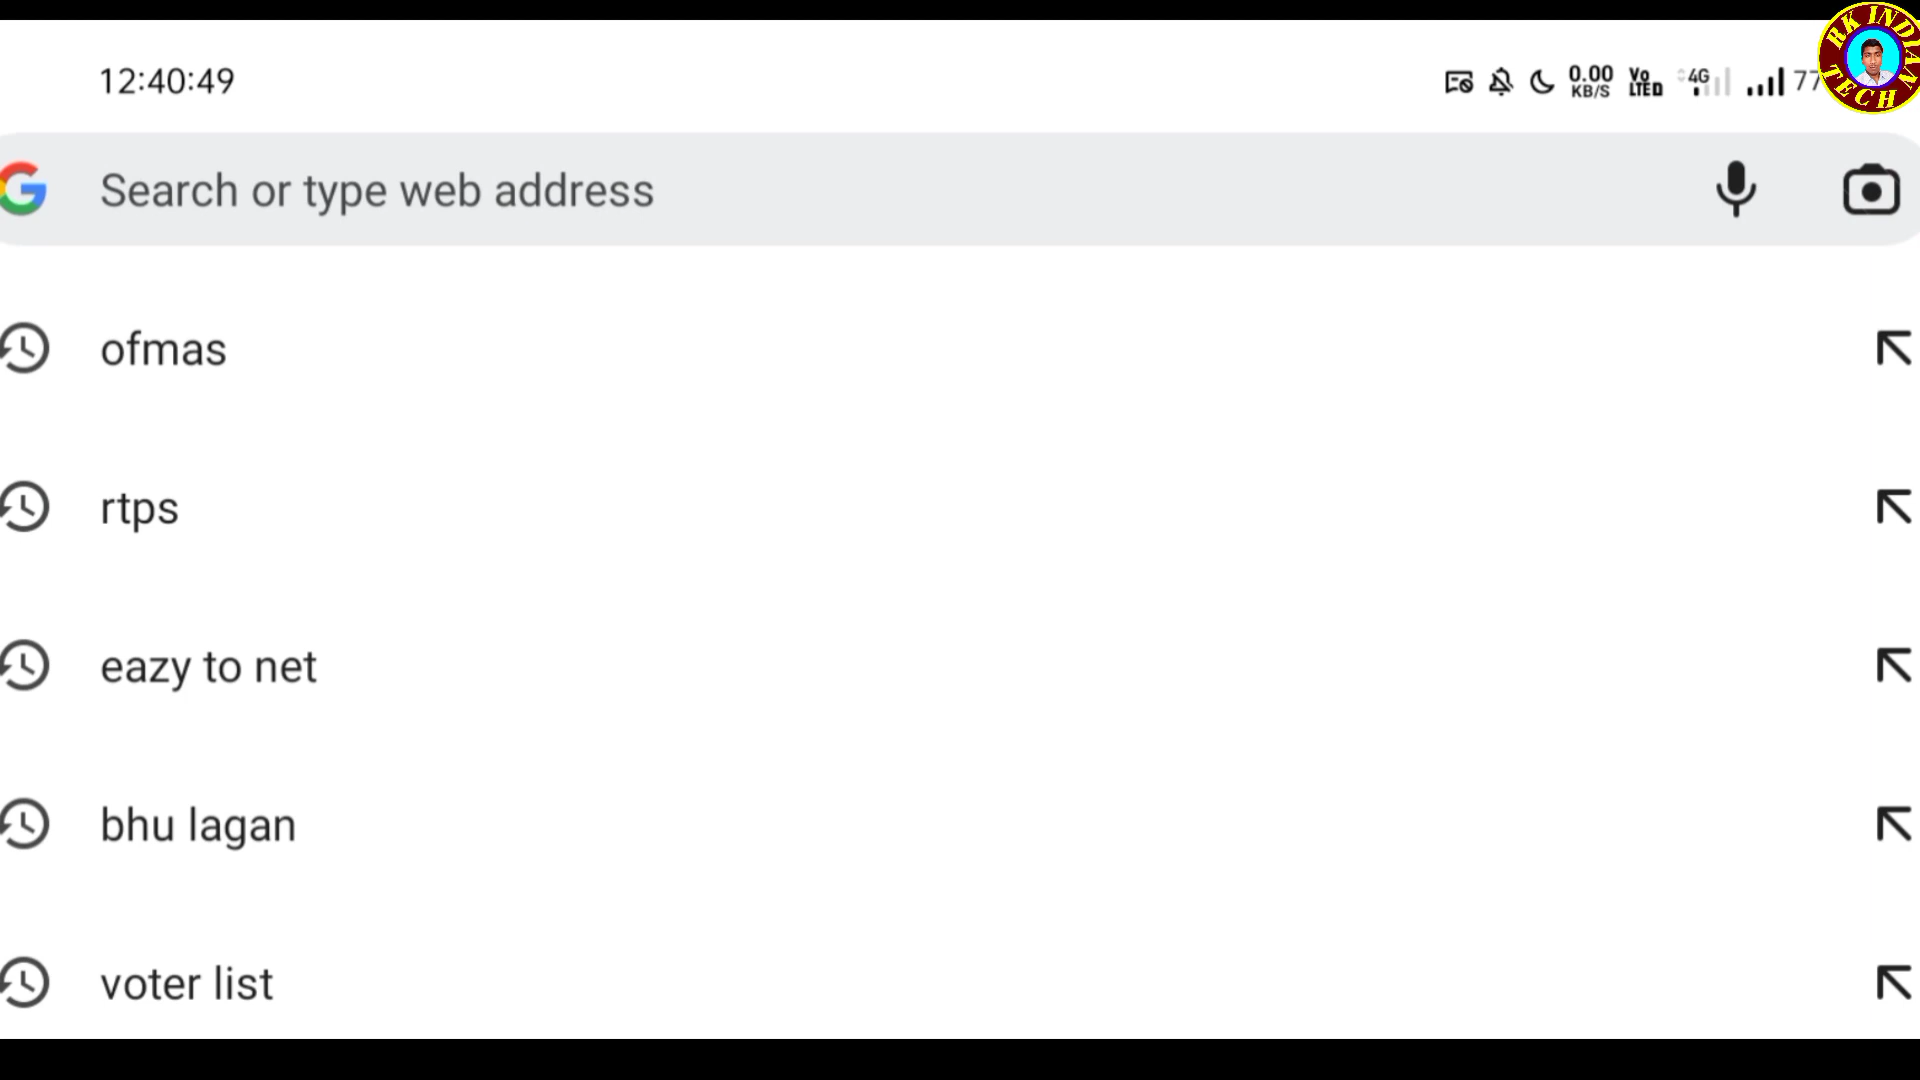 12:40:49
0.00 KB/S Vo LTE D 4G 77
RK INDIAN TECH
Search or type web address
ofmas
rtps
eazy to net
bhu lagan
voter list